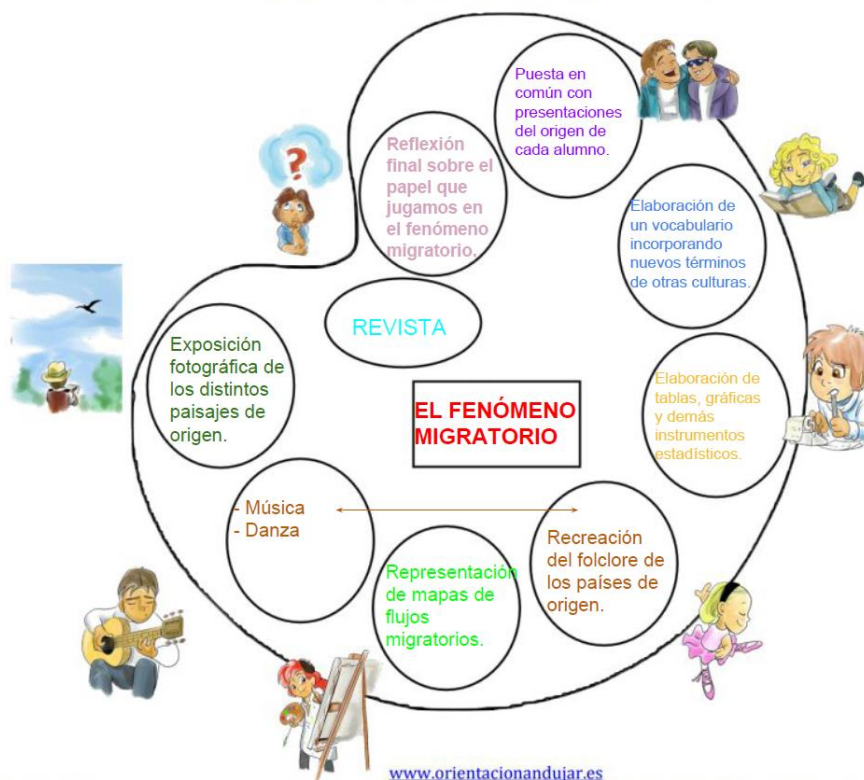 Puesta en
común con
presentaciones
del origen de
cada alumno.
Reflexión
final sobre el
papel que
jugamos en
el fenómeno
migratorio.
?
Elaboración de
un vocabulario
incorporando
nuevos términos
de otras culturas.
REVISTA
Exposición
fotográfica de
los distintos
paisajes de
origen.
Elaboración de
tablas, gráficas
y demás
instrumentos
estadísticos.
EL FENÓMENO
MIGRATORIO
- Música
- Danza
Recreación
del folclore de
los países de
origen.
Representación
de mapas de
flujos
migratorios.
www.orientacionandujar.es